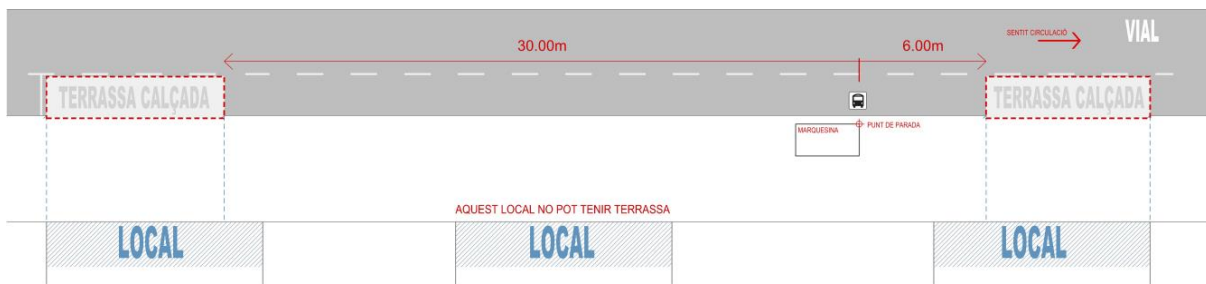 SENTIT CIRCULACIÓ
VIAL
30.00m
6.00m
TERRASSA CALÇADA
TERRASSA CALÇADA
MARQUESINA
PUNT DE PARADA
AQUEST LOCAL NO POT TENIR TERRASSA
LOCAL
LOCAL
LOCAL